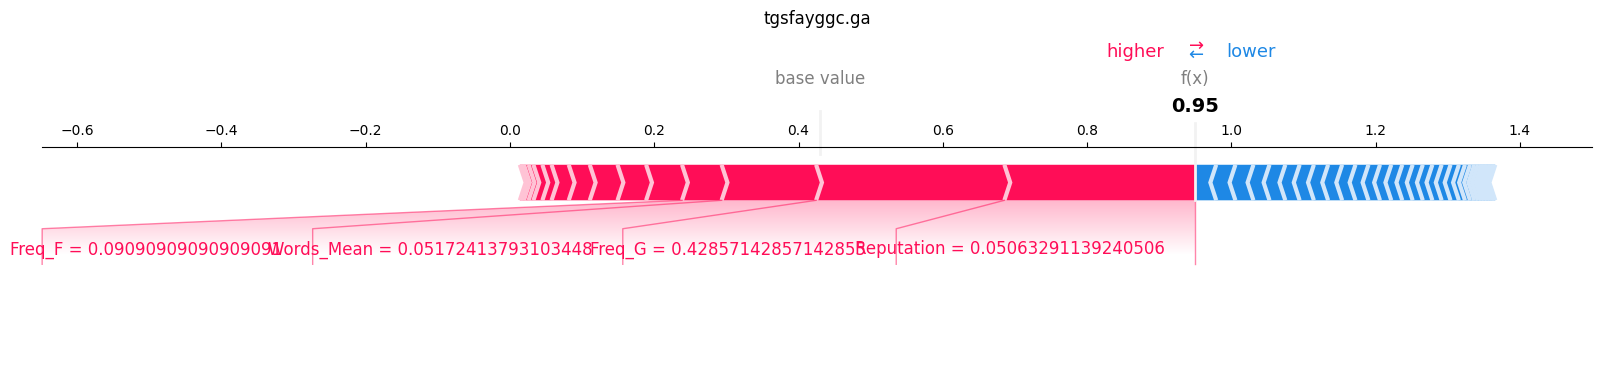 tgsfayggc.ga
higher → ← lower
base value f(x)
0.95
−0.6 −0.4 −0.2 0.0 0.2 0.4 0.6 0.8 1.0 1.2 1.4
Freq_F = 0.09090909090909091 Words_Mean = 0.05172413793103448 Freq_G = 0.42857142857142855 Reputation = 0.05063291139240506